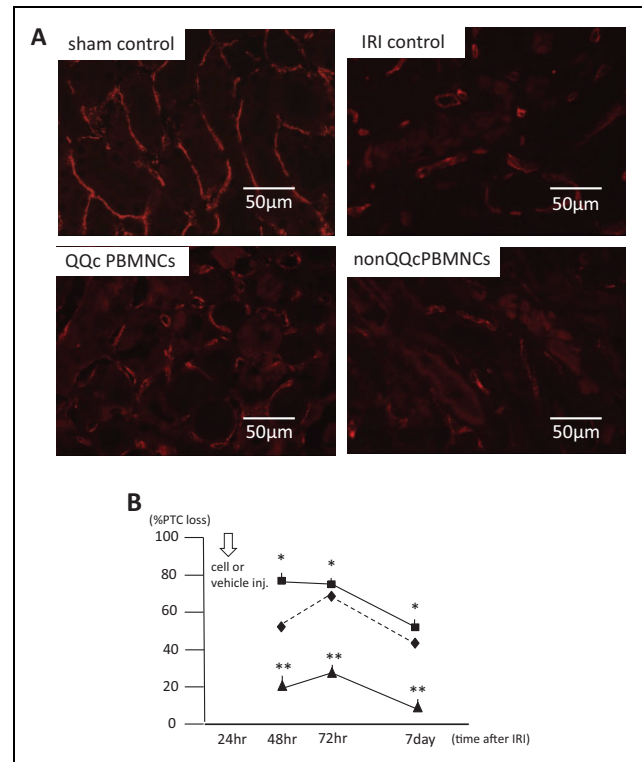 A
sham control
IRI control
50μm
50μm
QQc PBMNCs
nonQQcPBMNCs
50μm
50μm
B
(%PTC loss)
100
80
60
40
20
0
cell or
vehicle inj.
* * *
** ** **
24hr 48hr 72hr 7day (time after IRI)